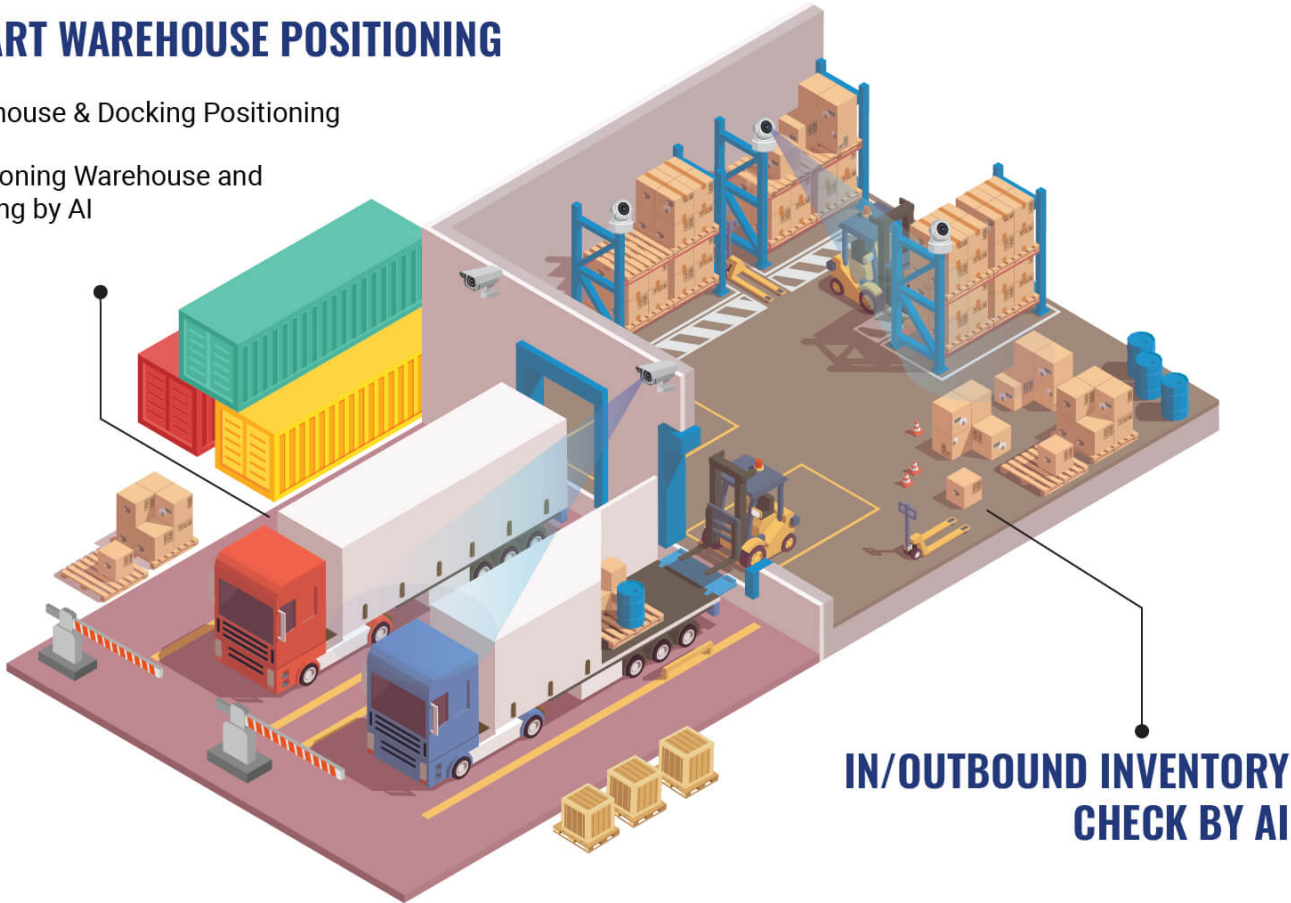 ART WAREHOUSE POSITIONING
house & Docking Positioning
oning Warehouse and
ng by AI
IN/OUTBOUND INVENTORY
CHECK BY AI